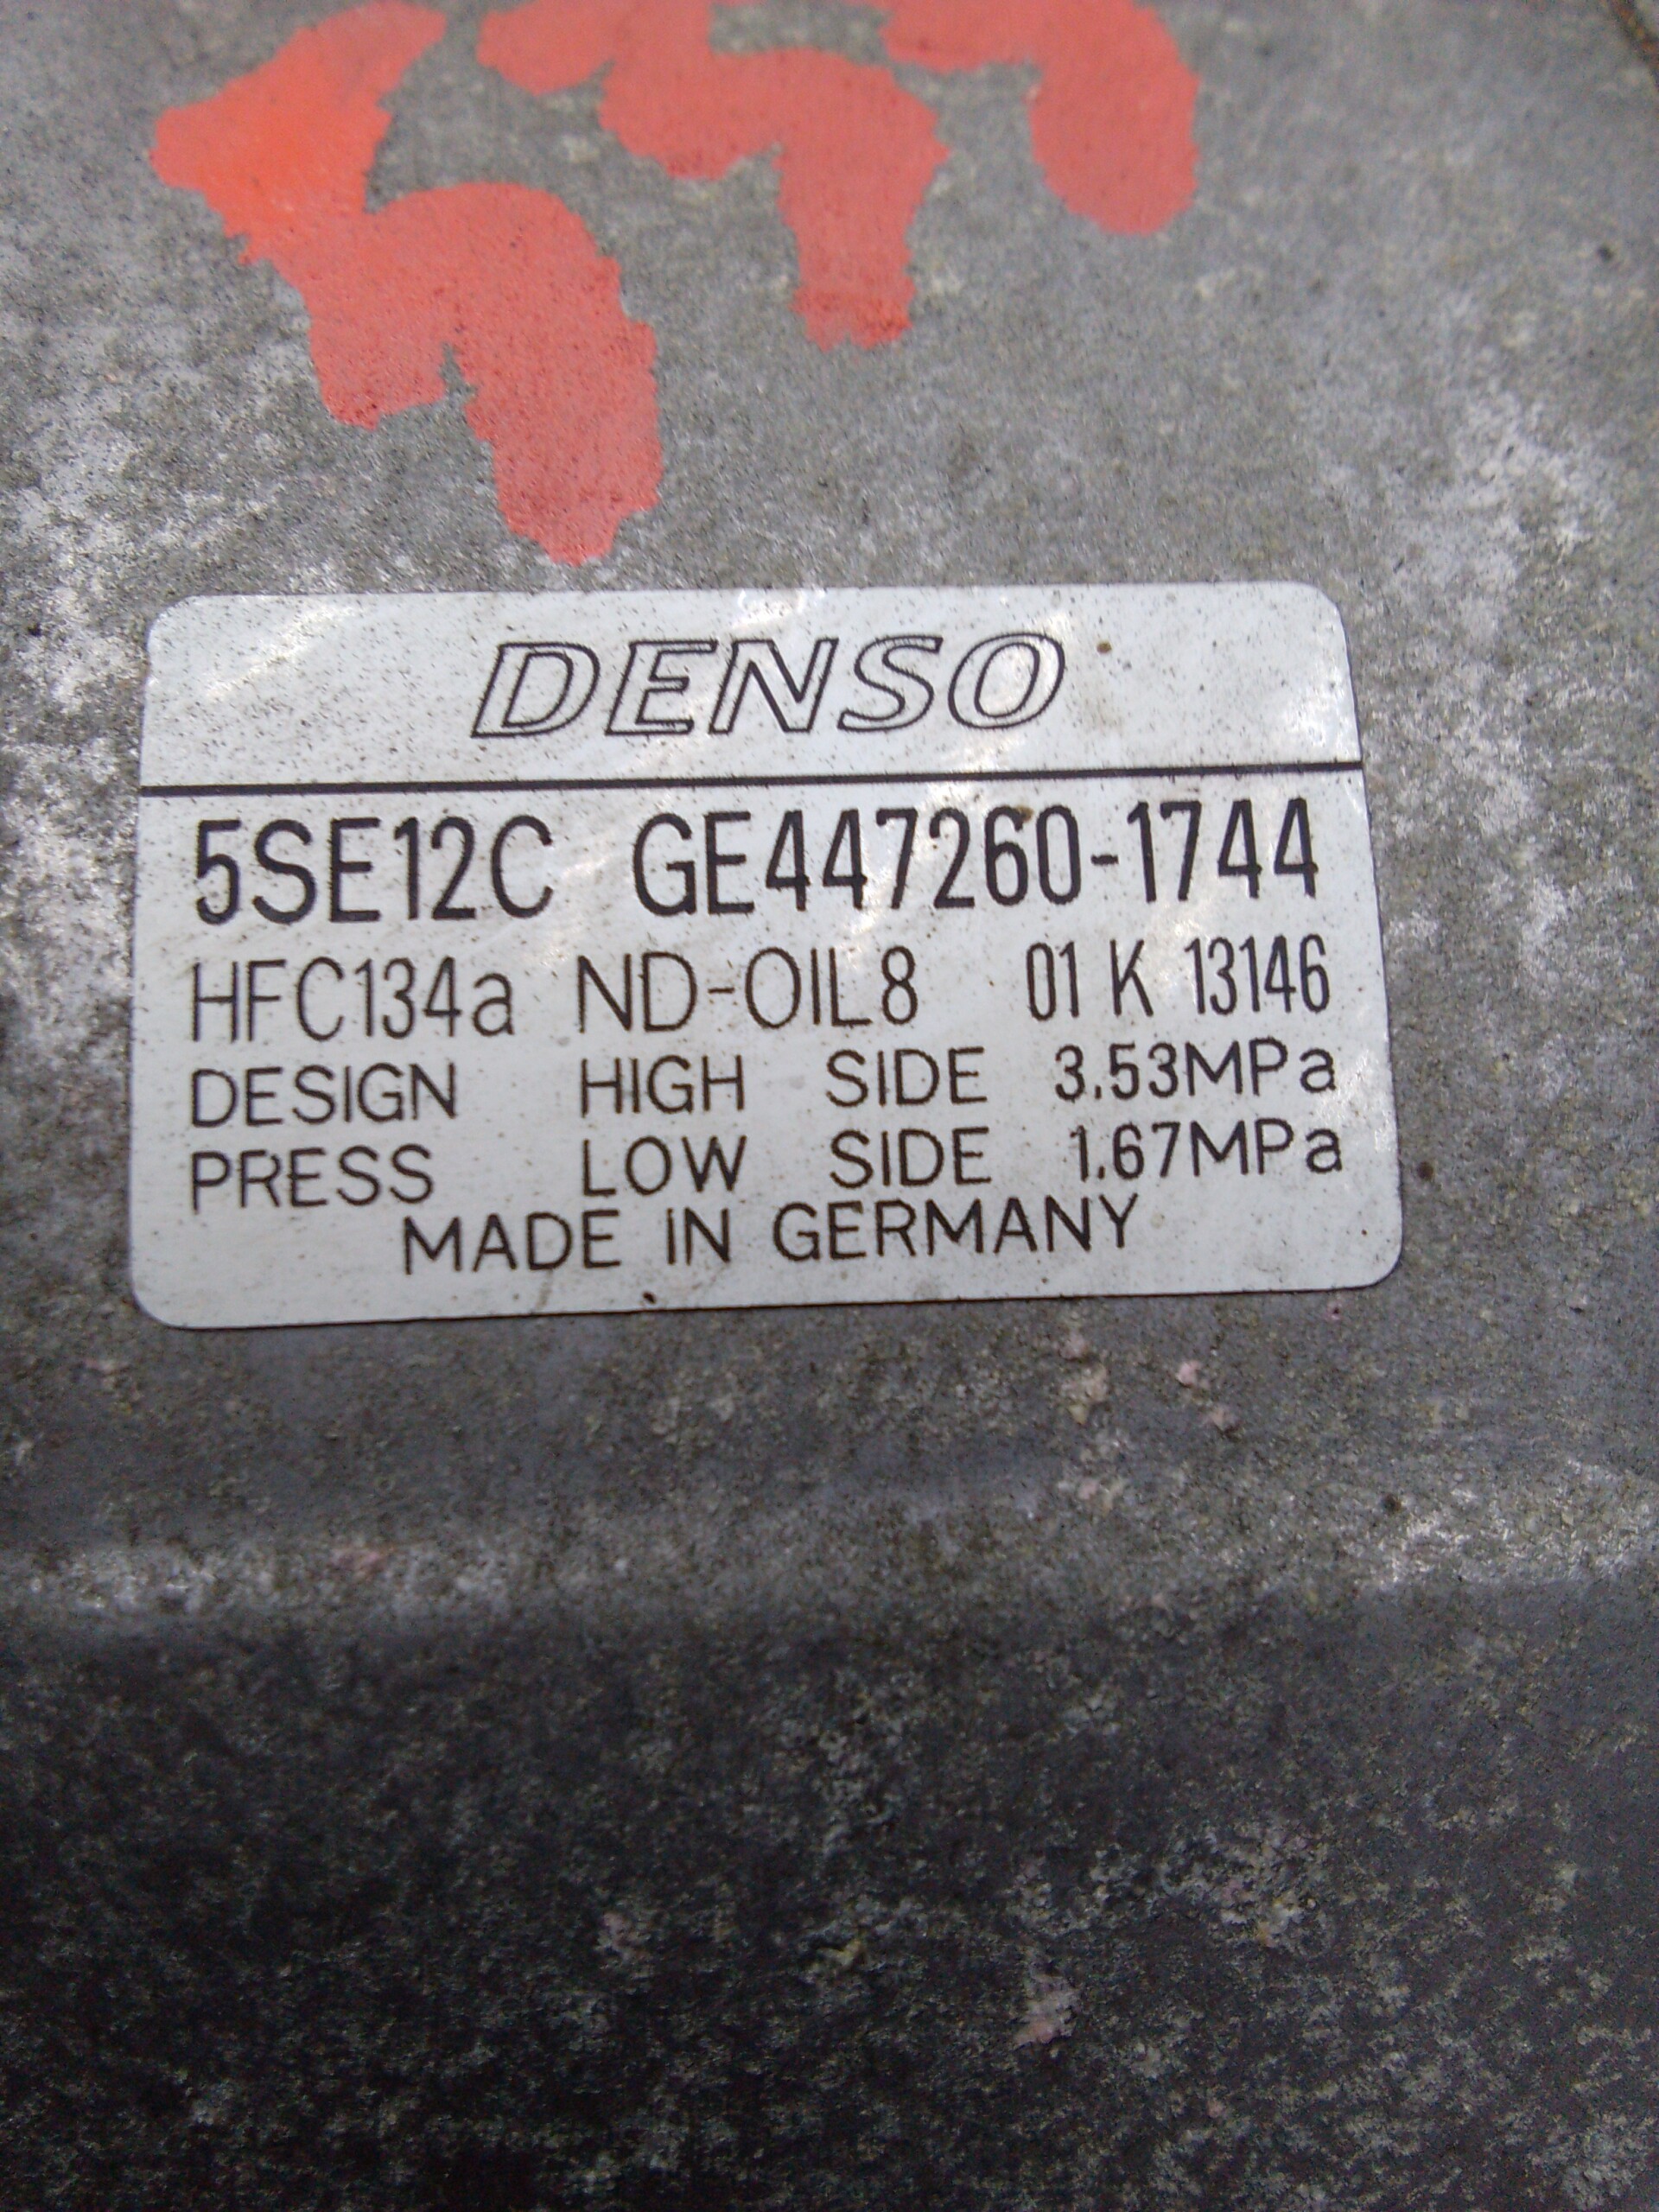 DENSO
5SE12C GE447260-1744
HFC134a ND-OIL8 01 K 13146
DESIGN HIGH SIDE 3.53MPa
PRESS LOW SIDE 1.67MPa
MADE IN GERMANY